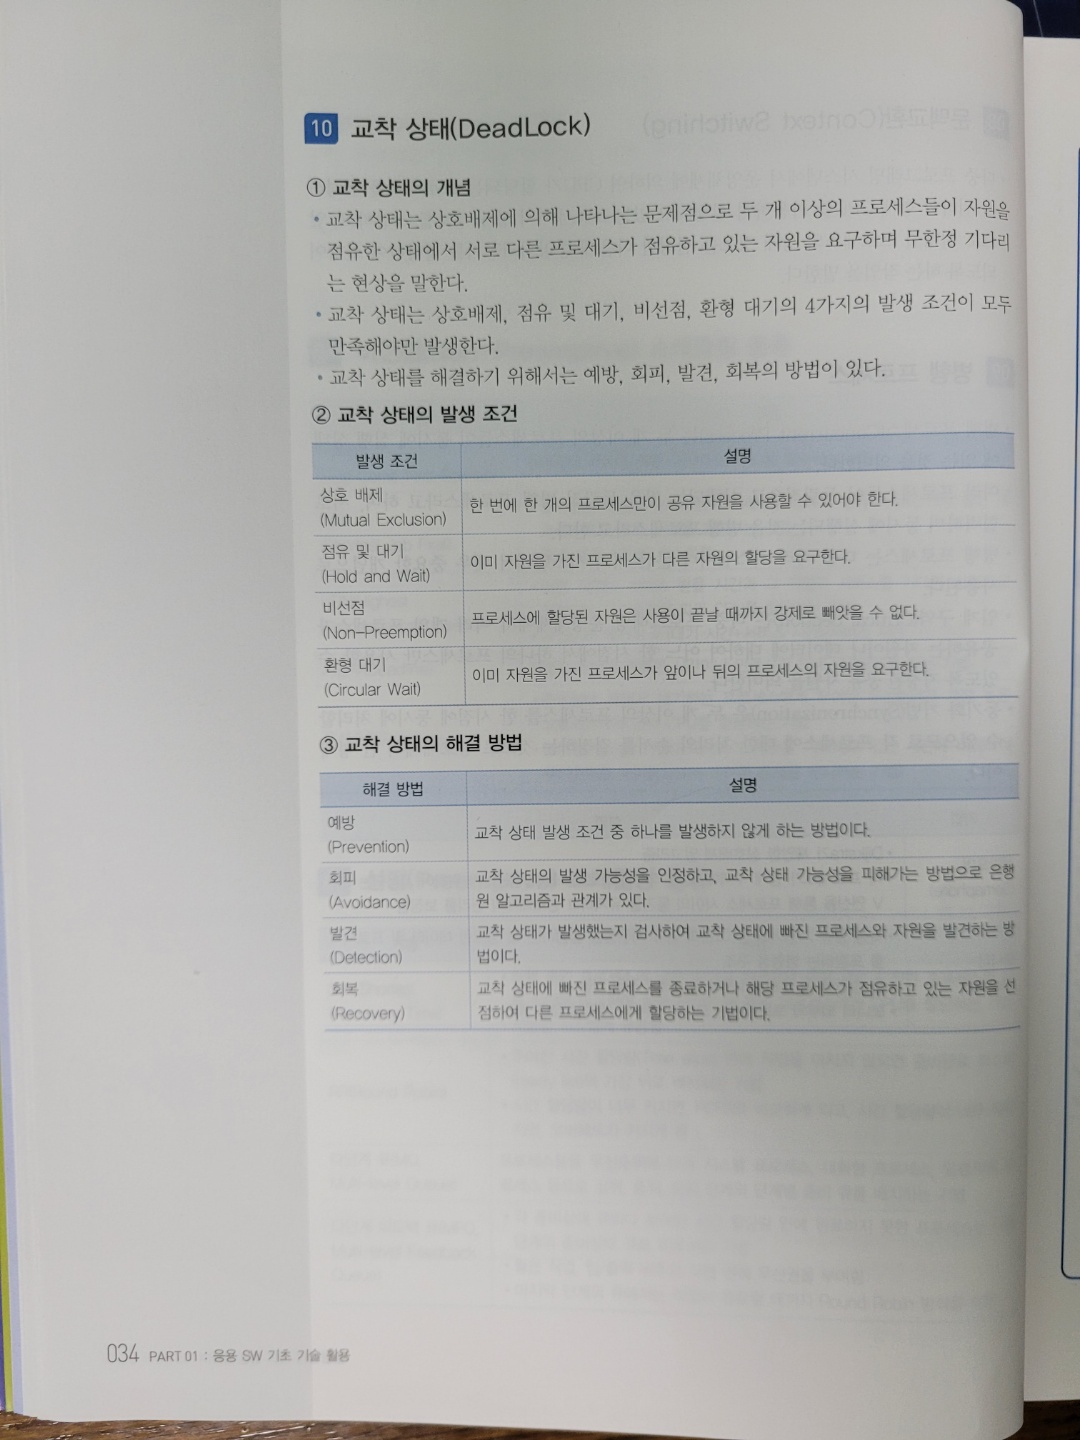 10 교착 상태(DeadLock)
① 교착 상태의 개념
• 교착 상태는 상호배제에 의해 나타나는 문제점으로 두 개 이상의 프로세스들이 자원을
점유한 상태에서 서로 다른 프로세스가 점유하고 있는 자원을 요구하며 무한정 기다리
는 현상을 말한다.
• 교착 상태는 상호배제, 점유 및 대기, 비선점, 환형 대기의 4가지의 발생 조건이 모두
만족해야만 발생한다.
• 교착 상태를 해결하기 위해서는 예방, 회피, 발견, 회복의 방법이 있다.
② 교착 상태의 발생 조건
발생 조건 설명
상호 배제
(Mutual Exclusion)
한 번에 한 개의 프로세스만이 공유 자원을 사용할 수 있어야 한다.
점유 및 대기
(Hold and Wait)
이미 자원을 가진 프로세스가 다른 자원의 할당을 요구한다.
비선점
(Non-Preemption)
프로세스에 할당된 자원은 사용이 끝날 때까지 강제로 빼앗을 수 없다.
환형 대기
(Circular Wait)
이미 자원을 가진 프로세스가 앞이나 뒤의 프로세스의 자원을 요구한다.
③ 교착 상태의 해결 방법
해결 방법 설명
예방
(Prevention)
교착 상태 발생 조건 중 하나를 발생하지 않게 하는 방법이다.
회피
(Avoidance)
교착 상태의 발생 가능성을 인정하고, 교착 상태 가능성을 피해가는 방법으로 은행
원 알고리즘과 관계가 있다.
발견
(Detection)
교착 상태가 발생했는지 검사하여 교착 상태에 빠진 프로세스와 자원을 발견하는 방
법이다.
회복
(Recovery)
교착 상태에 빠진 프로세스를 종료하거나 해당 프로세스가 점유하고 있는 자원을 선
점하여 다른 프로세스에게 할당하는 기법이다.
034 PART 01 : 응용 SW 기초 기술 활용